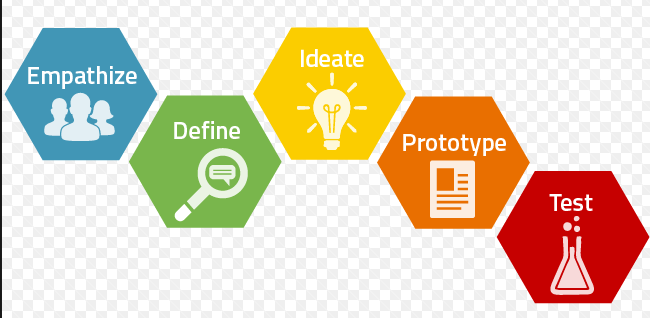 Empathize
Define
Ideate
Prototype
Test